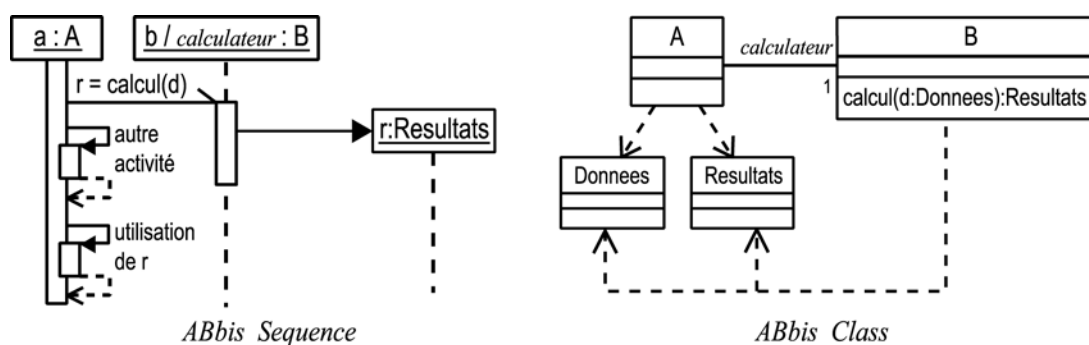 a : A
b / calculateur : B
r = calcul(d)
r:Resultats
autre
activité
utilisation
de r
ABbis Sequence
A
calculateur
1
B
calcul(d:Donnees):Resultats
Donnees
Resultats
ABbis Class